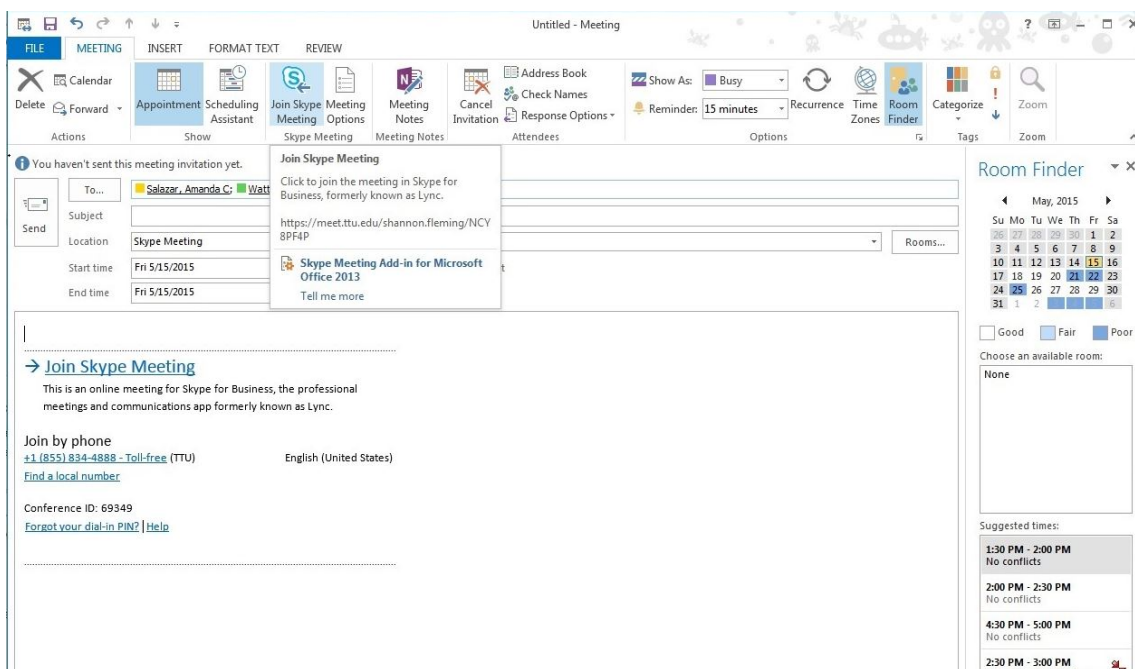 Untitled - Meeting
FILE MEETING INSERT FORMAT TEXT REVIEW
Delete
Calendar
Forward
Actions
Appointment
Scheduling Assistant
Show
Join Skype Meeting
Meeting Options
Skype Meeting
Meeting Notes
Meeting Notes
Cancel Invitation
Address Book
Check Names
Response Options
Attendees
Show As: Busy
Reminder: 15 minutes
Recurrence
Time Zones
Room Finder
Options
Categorize
Tags
Zoom
Zoom
You haven't sent this meeting invitation yet.
Send
To... Salazar, Amanda C;
Subject
Location Skype Meeting
Rooms...
Start time Fri 5/15/2015
End time Fri 5/15/2015
Join Skype Meeting
Click to join the meeting in Skype for
Business, formerly known as Lync.
https://meet.ttu.edu/shannon.fleming/NCY
8PF4P
Skype Meeting Add-in for Microsoft
Office 2013
Tell me more
→ Join Skype Meeting
This is an online meeting for Skype for Business, the professional
meetings and communications app formerly known as Lync.
Join by phone
+1 (855) 834-4888 - Toll-free (TTU) English (United States)
Find a local number
Conference ID: 69349
Forgot your dial-in PIN? | Help
Room Finder
May, 2015
Su Mo Tu We Th Fr Sa
26 27 28 29 30 1 2
3 4 5 6 7 8 9
10 11 12 13 14 15 16
17 18 19 20 21 22 23
24 25 26 27 28 29 30
31 1 2 6
Good Fair Poor
Choose an available room:
None
Suggested times:
1:30 PM - 2:00 PM
No conflicts
2:00 PM - 2:30 PM
No conflicts
4:30 PM - 5:00 PM
No conflicts
2:30 PM - 3:00 PM